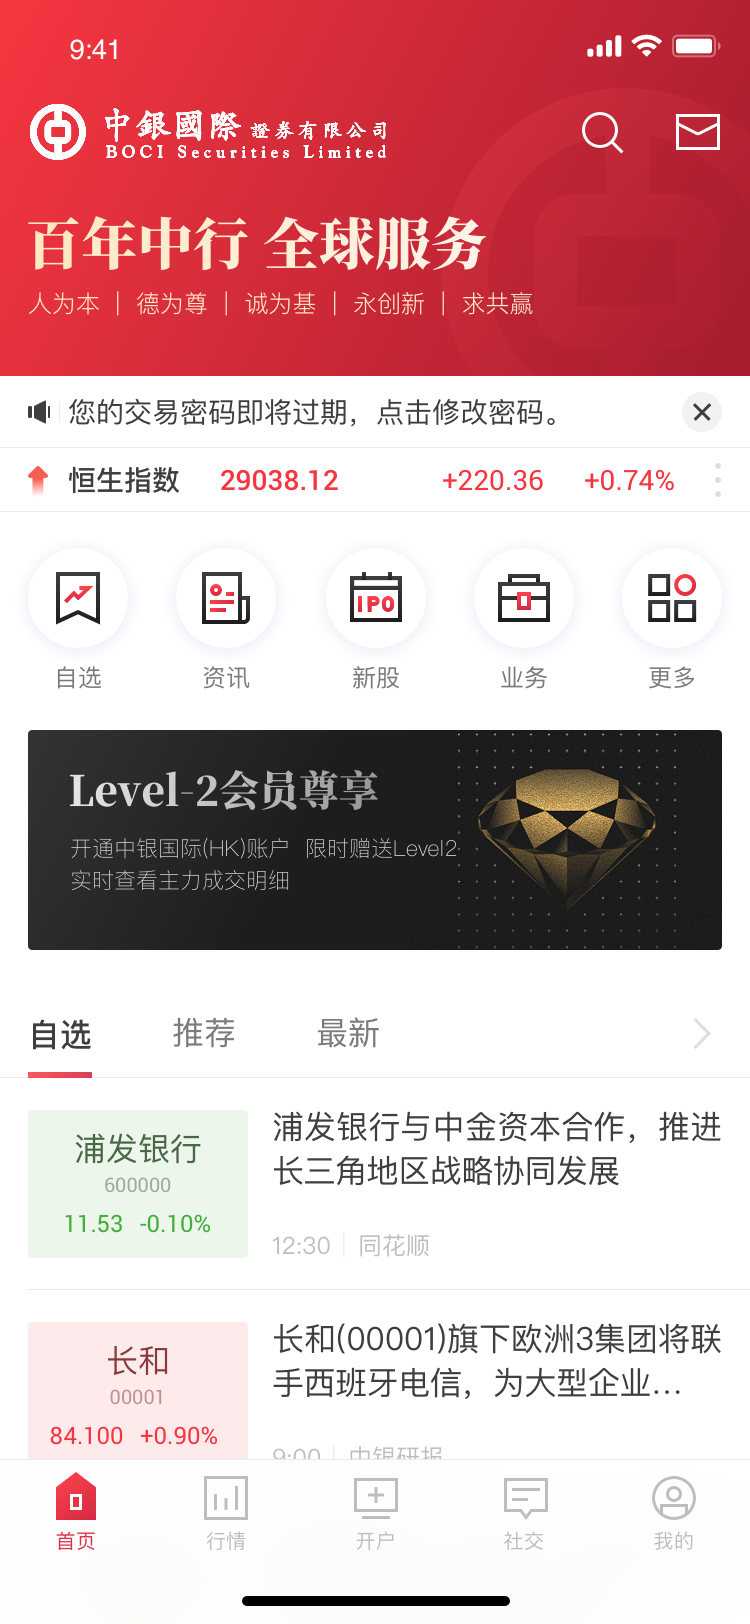 9:41
中銀國際 證券有限公司
BOCI Securities Limited
百年中行 全球服务
人为本 | 德为尊 | 诚为基 | 永创新 | 求共赢
您的交易密码即将过期，点击修改密码。
恒生指数 29038.12 +220.36 +0.74%
IPO
自选 资讯 新股 业务 更多
Level-2会员尊享
开通中银国际(HK)账户 限时赠送Level2
实时查看主力成交明细
自选 推荐 最新
浦发银行
600000
11.53 -0.10%
浦发银行与中金资本合作，推进
长三角地区战略协同发展
12:30 | 同花顺
长和
00001
84.100 +0.90%
长和(00001)旗下欧洲3集团将联
手西班牙电信，为大型企业...
9:00 | 中银研报
首页 行情 开户 社交 我的